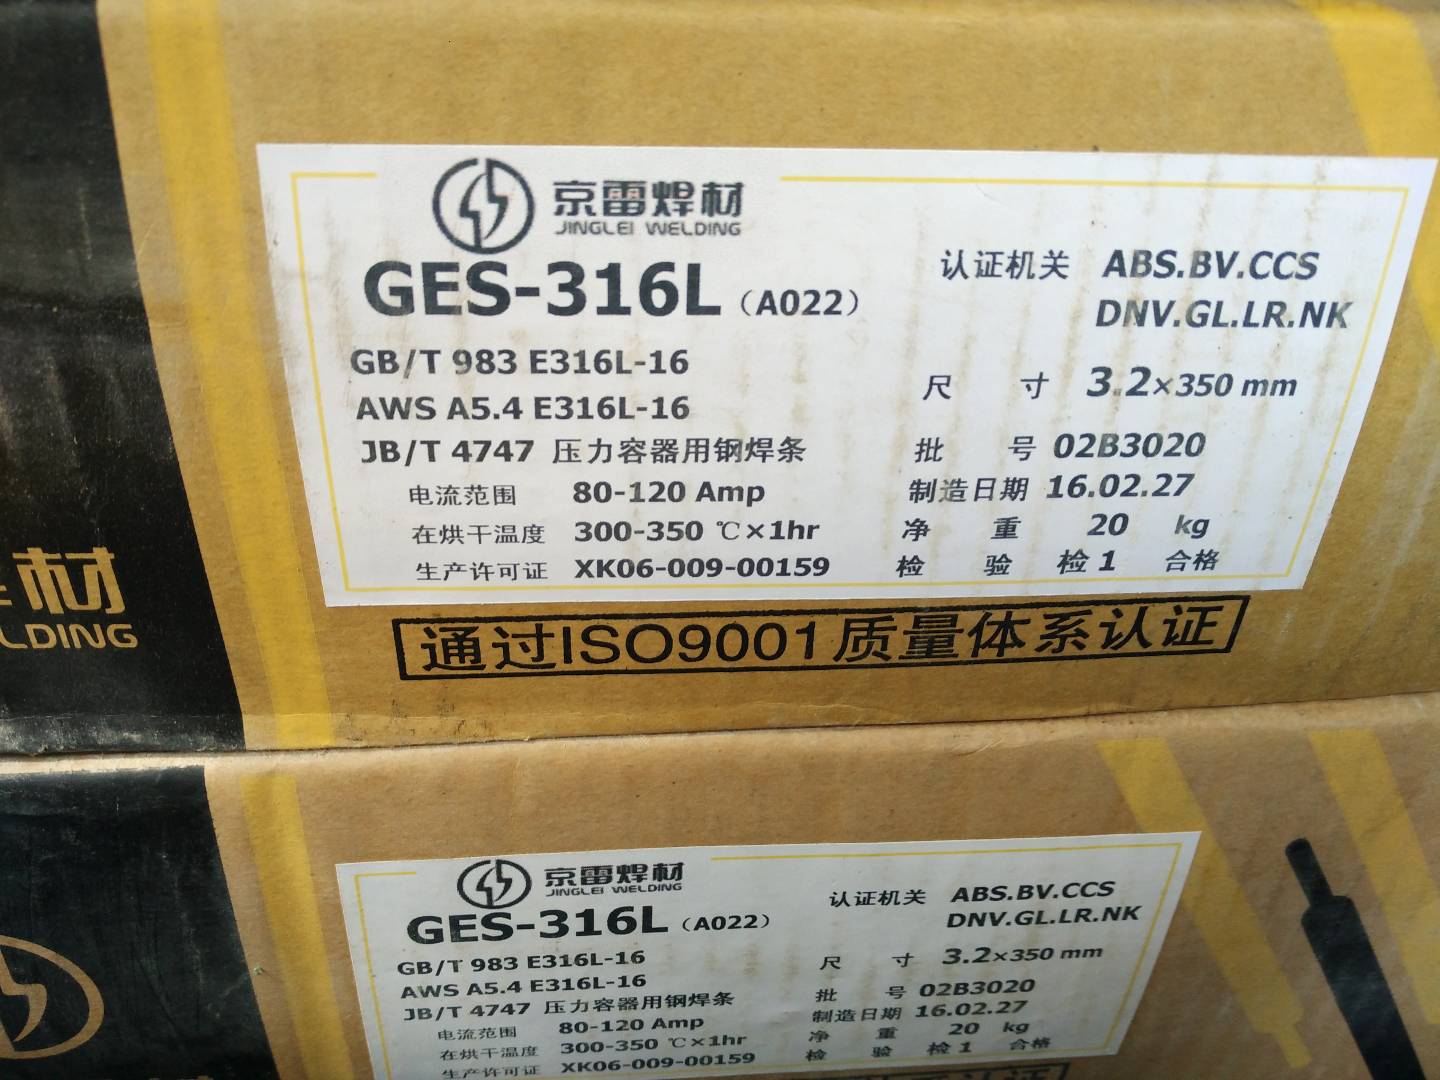 京雷焊材
JINGLEI WELDING
GES-316L（A022）
GB/T 983 E316L-16
AWS A5.4 E316L-16
JB/T 4747 压力容器用钢焊条
电流范围 80-120 Amp
在烘干温度 300-350 ℃×1hr
生产许可证 XK06-009-00159
认证机关 ABS.BV.CCS
DNV.GL.LR.NK
尺 寸 3.2×350 mm
批 号 02B3020
制造日期 16.02.27
净 重 20 kg
检 验 检1 合格
通过ISO9001质量体系认证
材
LDING
京雷焊材
JINGLEI WELDING
GES-316L（A022）
GB/T 983 E316L-16
AWS A5.4 E316L-16
JB/T 4747 压力容器用钢焊条
电流范围 80-120 Amp
在烘干温度 300-350 ℃×1hr
生产许可证 XK06-009-00159
认证机关 ABS.BV.CCS
DNV.GL.LR.NK
尺 寸 3.2×350 mm
批 号 02B3020
制造日期 16.02.27
净 重 20 kg
检 验 检1 合格